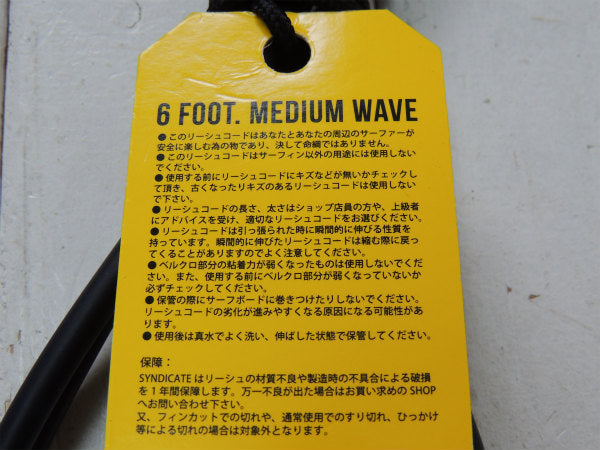 6 FOOT. MEDIUM WAVE
● このリーシュコードはあなたとあなたの周辺のサーファーが
安全に楽しむ為の物であり、決して命綱ではありません。
● このリーシュコードはサーフィン以外の用途には使用しない
でください。
● 使用する前にリーシュコードにキズなどが無いかチェックし
て頂き、古くなったりキズのあるリーシュコードは使用しない
で下さい。
● リーシュコードの長さ、太さはショップ店員の方や、上級者
にアドバイスを受け、適切なリーシュコードをお選びください。
● リーシュコードは引っ張られた時に瞬間的に伸びる性質を
持っています。瞬間的に伸びたリーシュコードは縮む際に戻っ
てくることがありますのでよく注意してください。
● ベルクロ部分の粘着力が弱くなったものは使用しないでくだ
さい。また、使用する前にベルクロ部分が弱くなっていないか
必ずチェックしてください。
● 保管の際にサーフボードに巻きつけたりしないでください。
リーシュコードの劣化が進みやすくなる原因になる可能性があ
ります。
● 使用後は真水でよく洗い、伸ばした状態で保管してください。
保障：
SYNDICATE はリーシュの材質不良や製造時の不具合による破損
を 1 年間保障します。万一不良が出た場合はお買い求めの SHOP
へお問い合わせ下さい。
又、フィンカットでの切れや、通常使用でのすり切れ、ひっかけ
等による切れの場合は対象外となります。